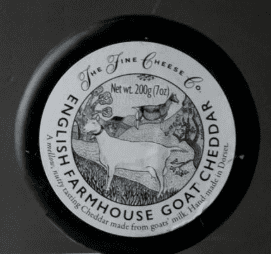 The Fine Cheese Co.
Net wt. 200g (7oz)
ENGLISH FARMHOUSE GOAT CHEDDAR
A mellow, nutty tasting Cheddar made from goats' milk. Hand made in Dorset.